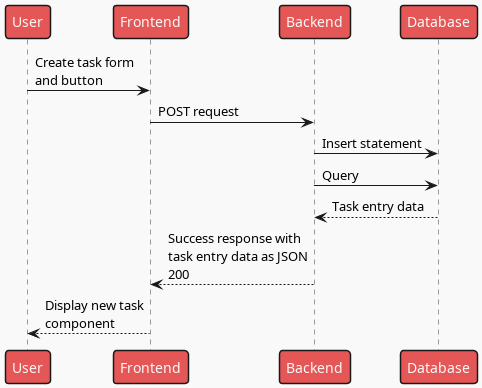 User
Frontend
Backend
Database
Create task form
and button
POST request
Insert statement
Query
Task entry data
Success response with
task entry data as JSON
200
Display new task
component
User
Frontend
Backend
Database